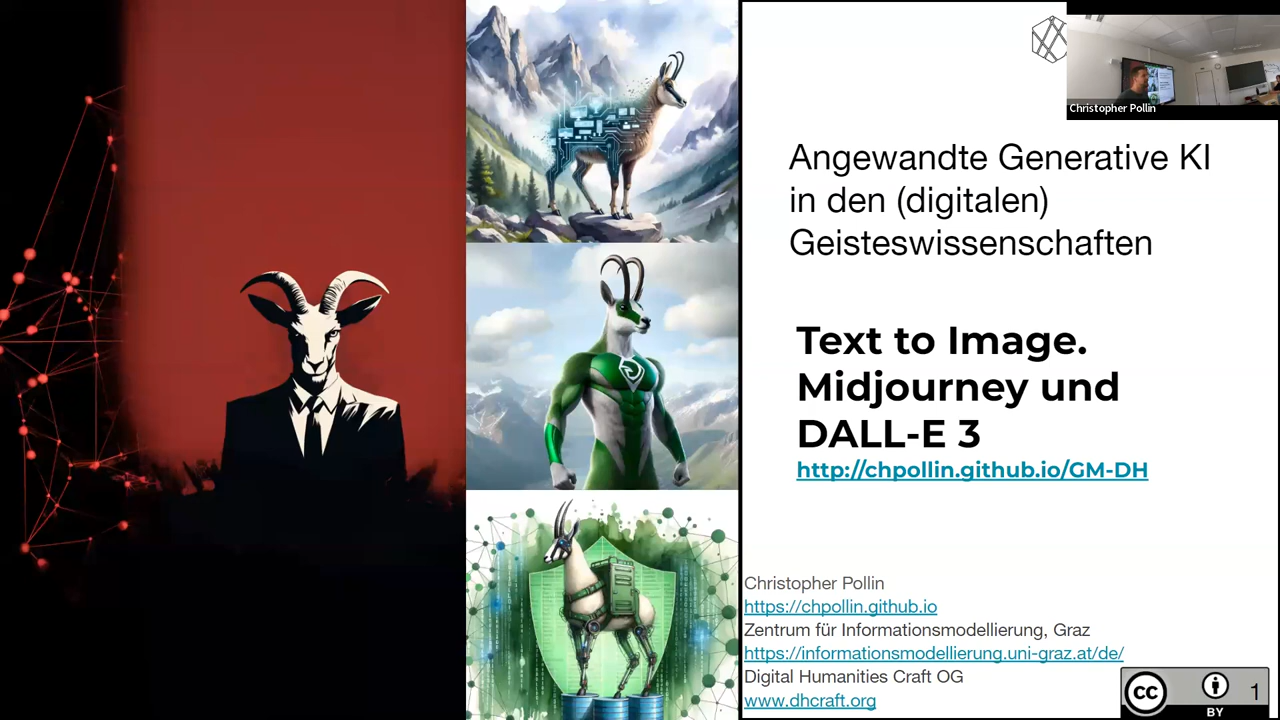 Christopher Pollin
Angewandte Generative KI
in den (digitalen)
Geisteswissenschaften
Text to Image.
Midjourney und
DALL-E 3
http://chpollin.github.io/GM-DH
Christopher Pollin
https://chpollin.github.io
Zentrum für Informationsmodellierung, Graz
https://informationsmodellierung.uni-graz.at/de/
Digital Humanities Craft OG
www.dhcraft.org
cc
BY
1